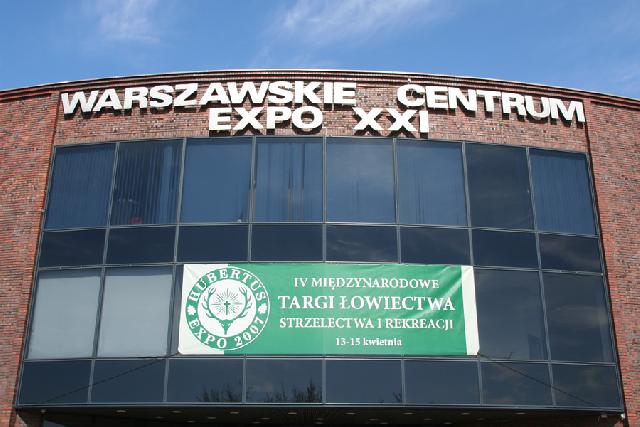 WARSZAWSKIE CENTRUM
EXPO XXI
HUBERTUS
EXPO 2007
IV MIĘDZYNARODOWE
TARGI ŁOWIECTWA
STRZELECTWA I REKREACJI
13-15 kwietnia